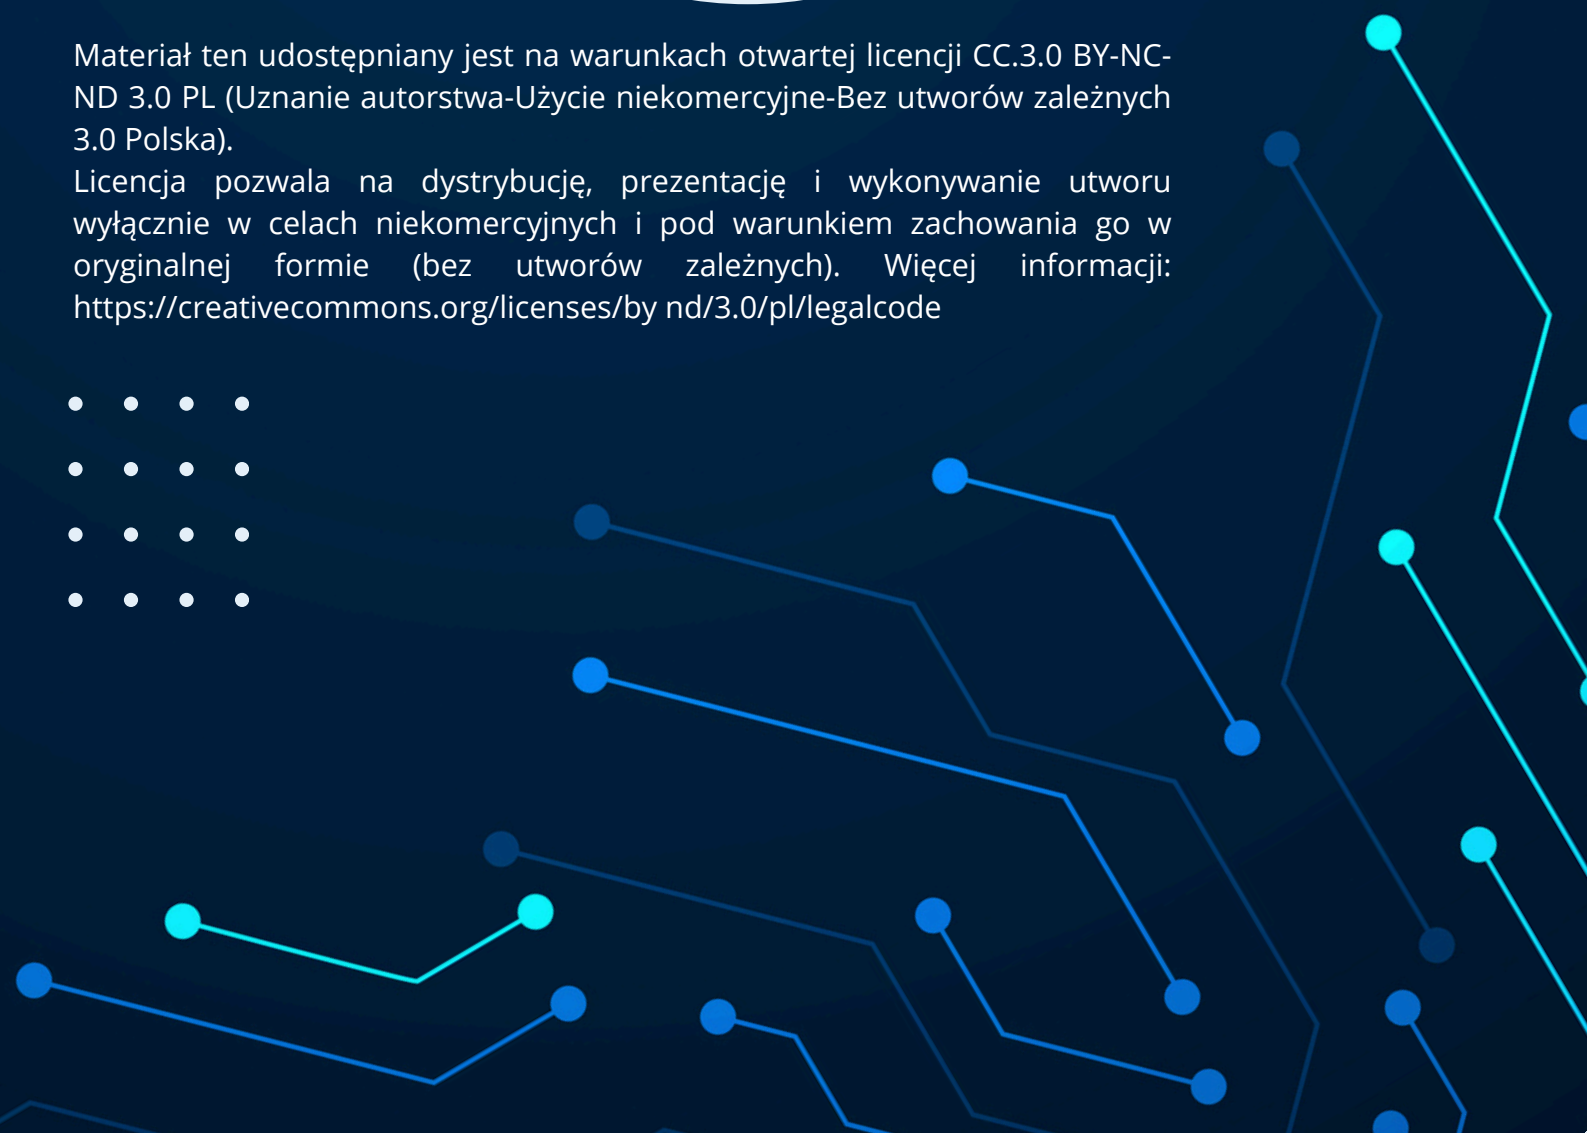 Materiał ten udostępniany jest na warunkach otwartej licencji CC.3.0 BY-NC-
ND 3.0 PL (Uznanie autorstwa-Użycie niekomercyjne-Bez utworów zależnych
3.0 Polska).
Licencja pozwala na dystrybucję, prezentację i wykonywanie utworu
wyłącznie w celach niekomercyjnych i pod warunkiem zachowania go w
oryginalnej formie (bez utworów zależnych). Więcej informacji:
https://creativecommons.org/licenses/by nd/3.0/pl/legalcode